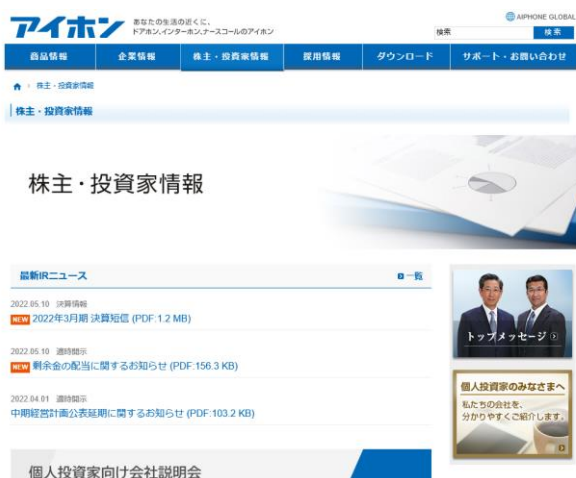 アイホン
あなたの生活の近くに、
ドアホン、インターホン、ナースコールのアイホン
AIPHONE GLOBAL
検索
検索
商品情報 企業情報 株主・投資家情報 採用情報 ダウンロード サポート・お問い合わせ
株主・投資家情報
株主・投資家情報
株主・投資家情報
最新IRニュース
一覧
2022.05.10 決算情報
NEW 2022年3月期 決算短信 (PDF:1.2 MB)
2022.05.10 適時開示
NEW 剰余金の配当に関するお知らせ (PDF:156.3 KB)
2022.04.01 適時開示
中期経営計画公表延期に関するお知らせ (PDF:103.2 KB)
トップメッセージ
個人投資家のみなさまへ
私たちの会社を、
分かりやすくご紹介します。
個人投資家向け会社説明会